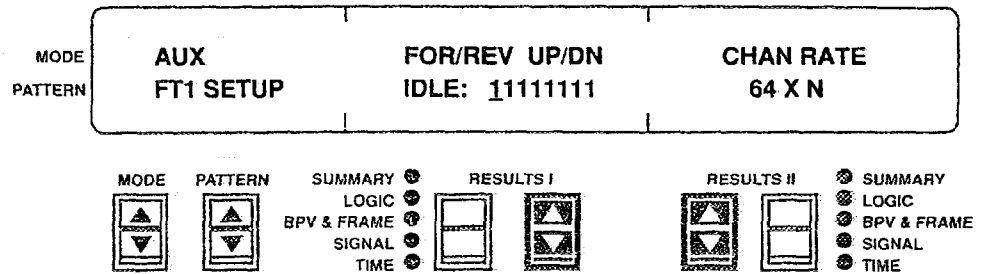 MODE AUX FOR/REV UP/DN CHAN RATE
PATTERN FT1 SETUP IDLE: 11111111 64 X N
MODE PATTERN SUMMARY RESULTS I RESULTS II SUMMARY
LOGIC LOGIC
BPV & FRAME BPV & FRAME
SIGNAL SIGNAL
TIME TIME